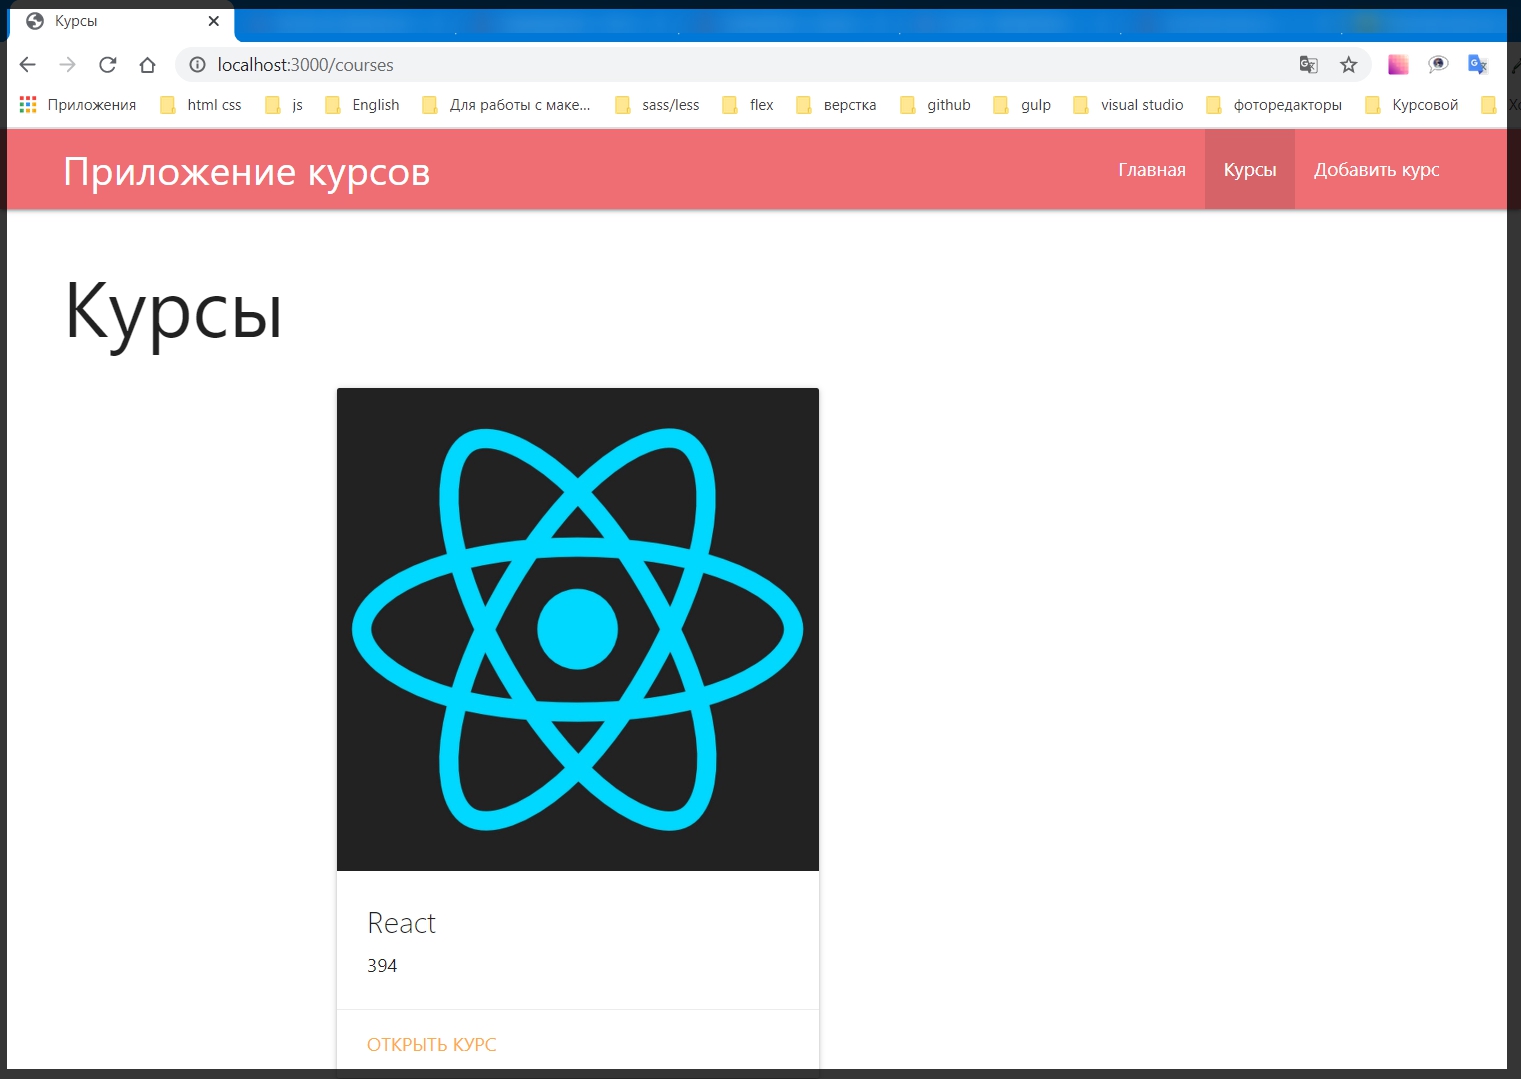 Курсы
localhost:3000/courses
Приложения html css js English Для работы с маке... sass/less flex верстка github gulp visual studio фоторедакторы Курсовой
Приложение курсов Главная Курсы Добавить курс
Курсы
React
394
ОТКРЫТЬ КУРС